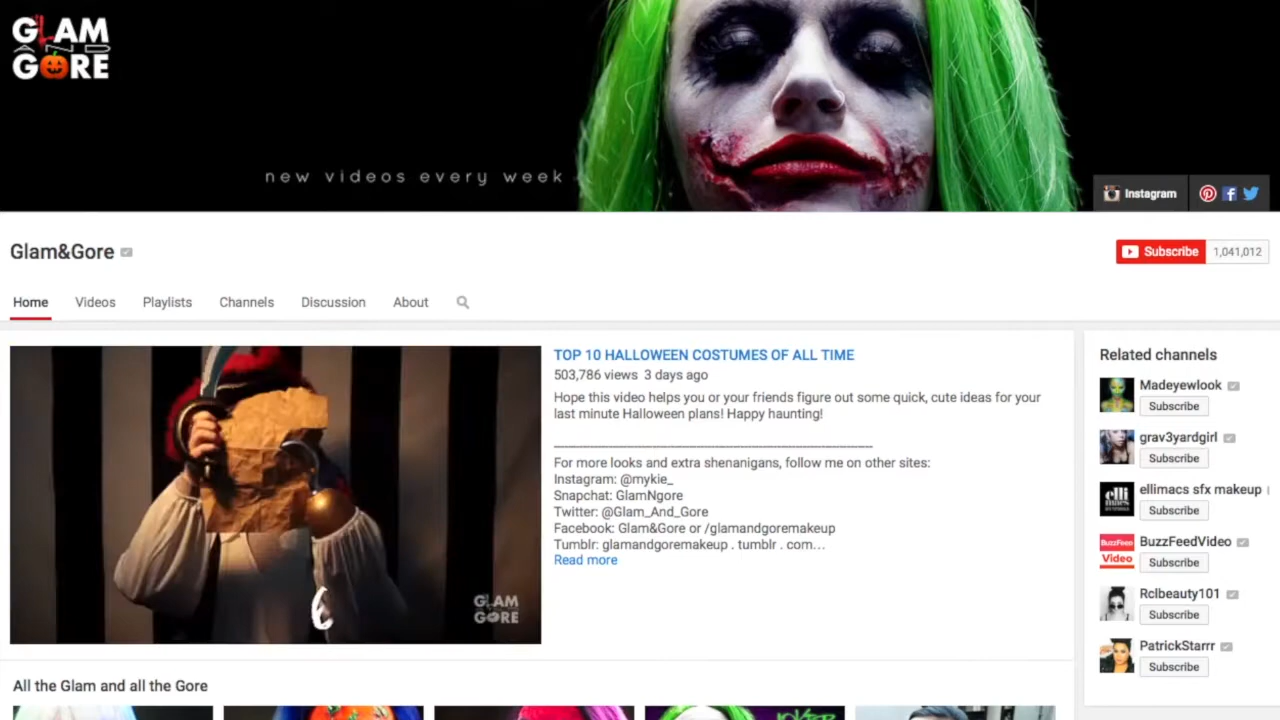 GLAM
AND
GORE
new videos every week
Instagram
Glam&Gore
Subscribe 1,041,012
Home Videos Playlists Channels Discussion About
TOP 10 HALLOWEEN COSTUMES OF ALL TIME
503,786 views 3 days ago
Hope this video helps you or your friends figure out some quick, cute ideas for your
last minute Halloween plans! Happy haunting!
For more looks and extra shenanigans, follow me on other sites:
Instagram: @mykie_
Snapchat: GlamNgore
Twitter: @Glam_And_Gore
Facebook: Glam&Gore or /glamandgoremakeup
Tumblr: glamandgoremakeup . tumblr . com...
Read more
GLAM
GORE
Related channels
Madeyewlook
Subscribe
grav3yardgirl
Subscribe
elli
macs
ellimacs sfx makeup
Subscribe
BuzzFeed
Video
BuzzFeedVideo
Subscribe
Rclbeauty101
Subscribe
PatrickStarrr
Subscribe
All the Glam and all the Gore
JOKER